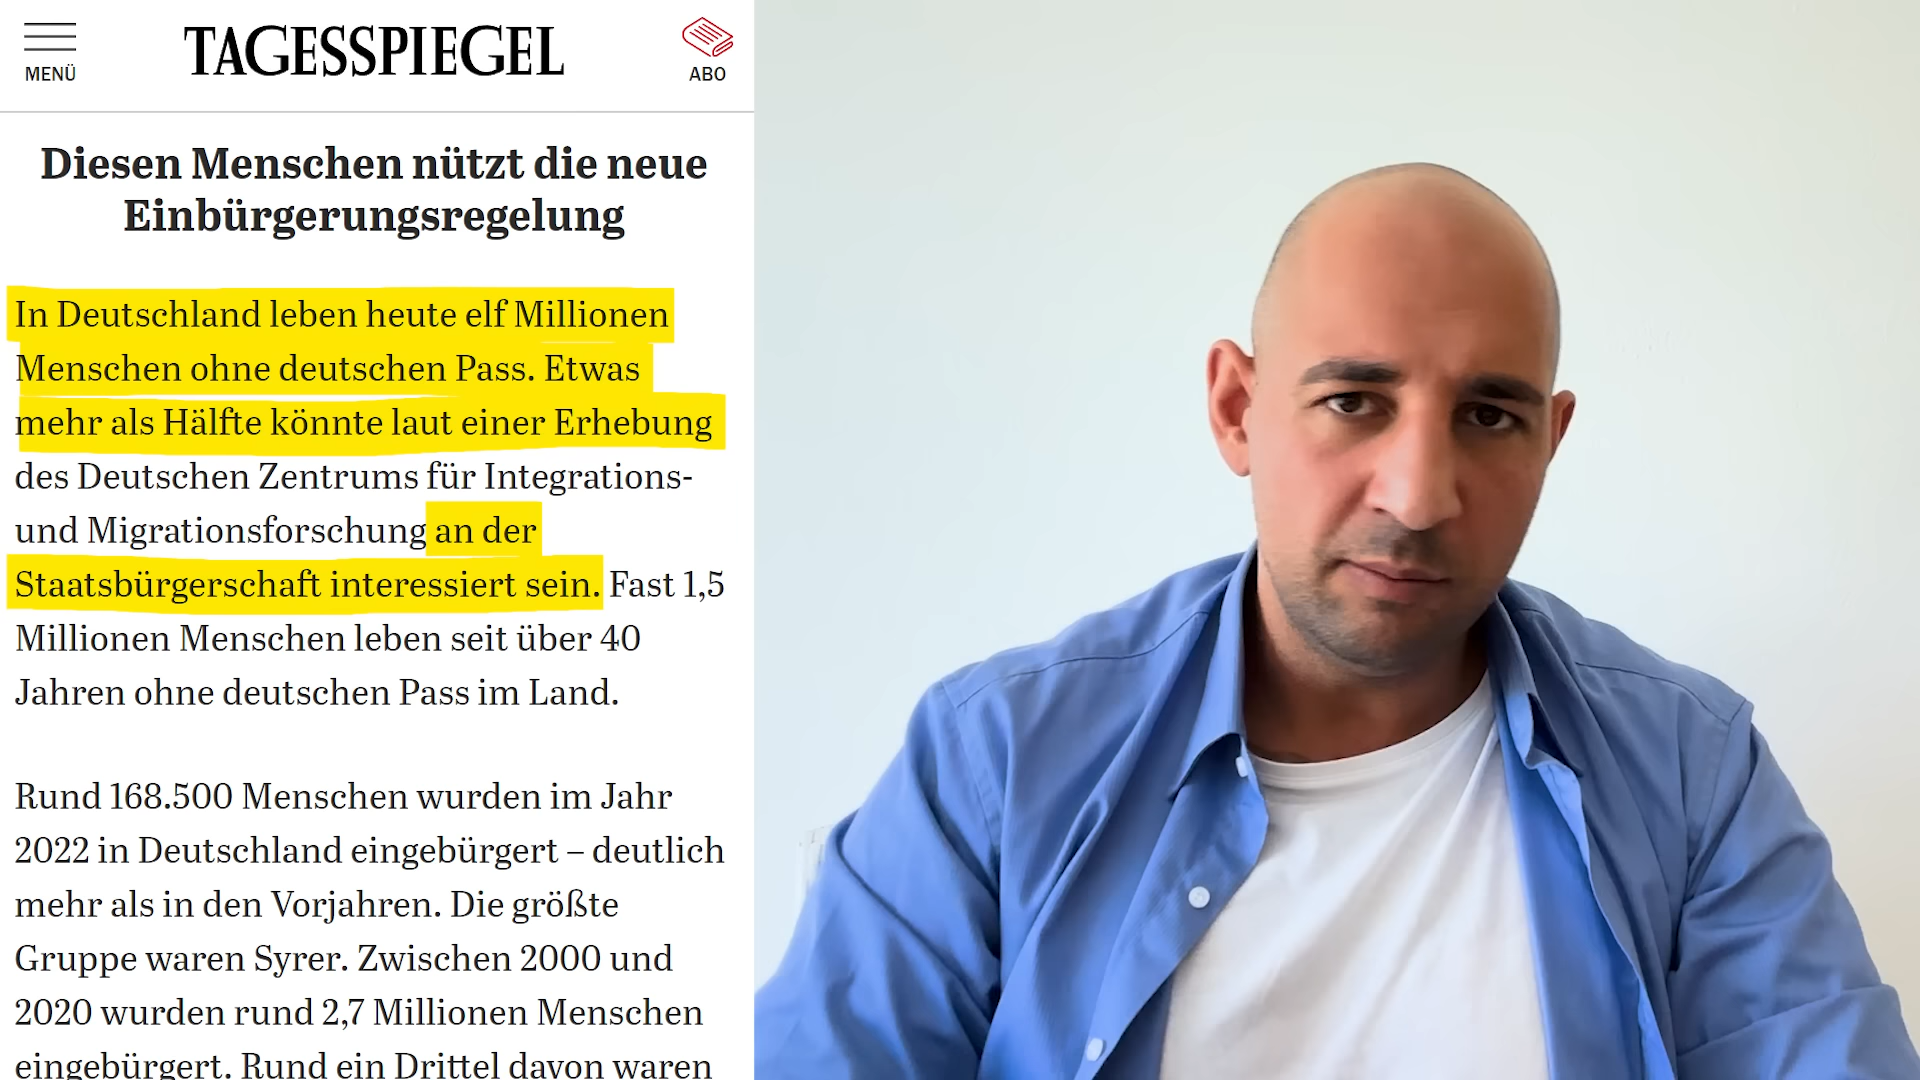 MENÜ
TAGESSPIEGEL
ABO
Diesen Menschen nützt die neue
Einbürgerungsregelung
In Deutschland leben heute elf Millionen
Menschen ohne deutschen Pass. Etwas
mehr als Hälfte könnte laut einer Erhebung
des Deutschen Zentrums für Integrations-
und Migrationsforschung an der
Staatsbürgerschaft interessiert sein. Fast 1,5
Millionen Menschen leben seit über 40
Jahren ohne deutschen Pass im Land.
Rund 168.500 Menschen wurden im Jahr
2022 in Deutschland eingebürgert – deutlich
mehr als in den Vorjahren. Die größte
Gruppe waren Syrer. Zwischen 2000 und
2020 wurden rund 2,7 Millionen Menschen
eingebürgert. Rund ein Drittel davon waren